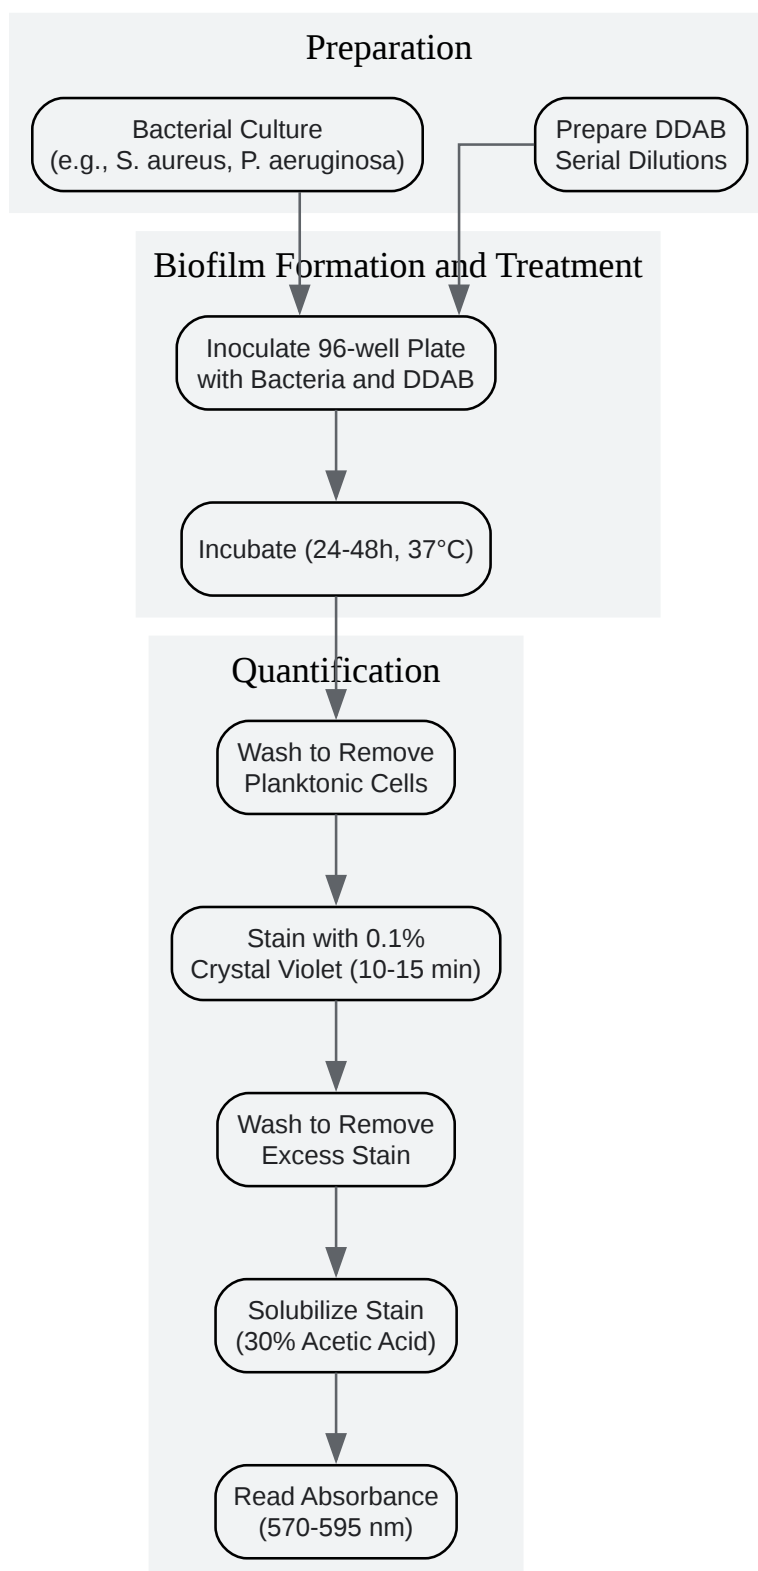 Preparation
Bacterial Culture
(e.g., S. aureus, P. aeruginosa)
Prepare DDAB
Serial Dilutions
Biofilm Formation and Treatment
Inoculate 96-well Plate
with Bacteria and DDAB
Incubate (24-48h, 37°C)
Quantification
Wash to Remove
Planktonic Cells
Stain with 0.1%
Crystal Violet (10-15 min)
Wash to Remove
Excess Stain
Solubilize Stain
(30% Acetic Acid)
Read Absorbance
(570-595 nm)